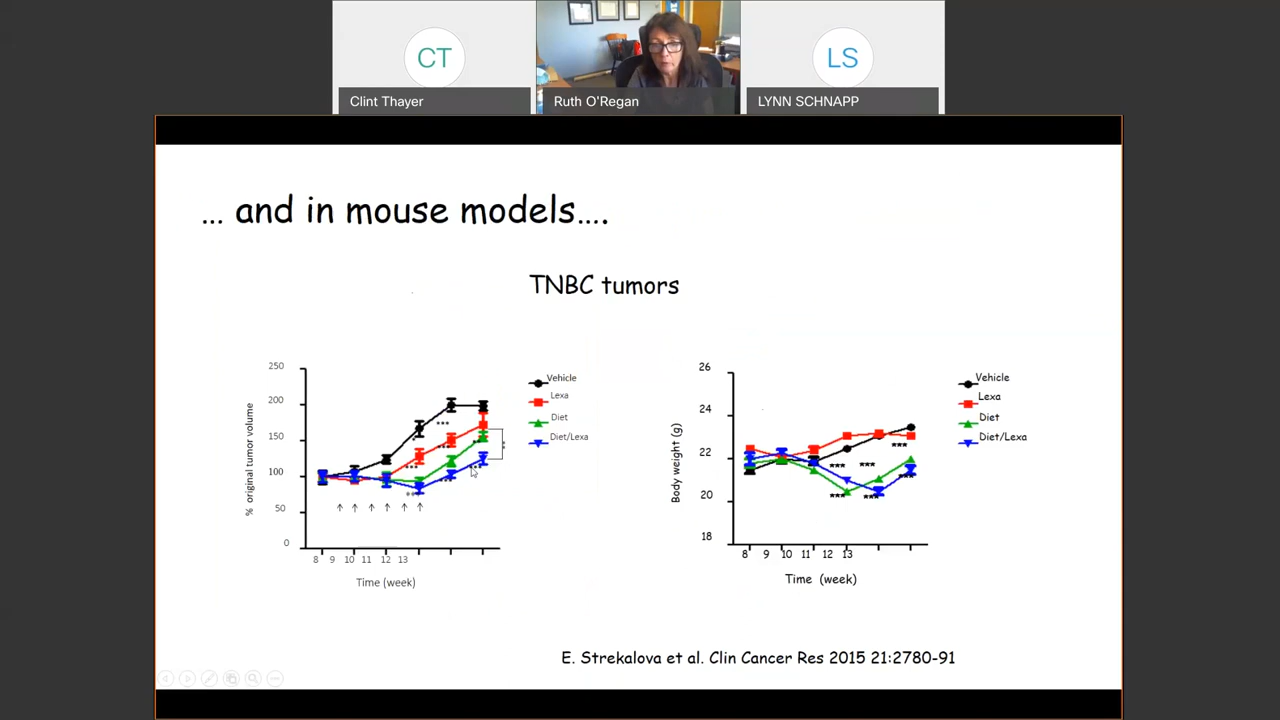 CT
LS
Clint Thayer
Ruth O'Regan
LYNN SCHNAPP
... and in mouse models....
TNBC tumors
250
200
150
100
50
0
% original tumor volume
8 9 10 11 12 13
Time (week)
Vehicle
Lexa
Diet
Diet/Lexa
26
24
22
20
18
Body weight (g)
8 9 10 11 12 13
Time (week)
Vehicle
Lexa
Diet
Diet/Lexa
E. Strekalova et al. Clin Cancer Res 2015 21:2780-91